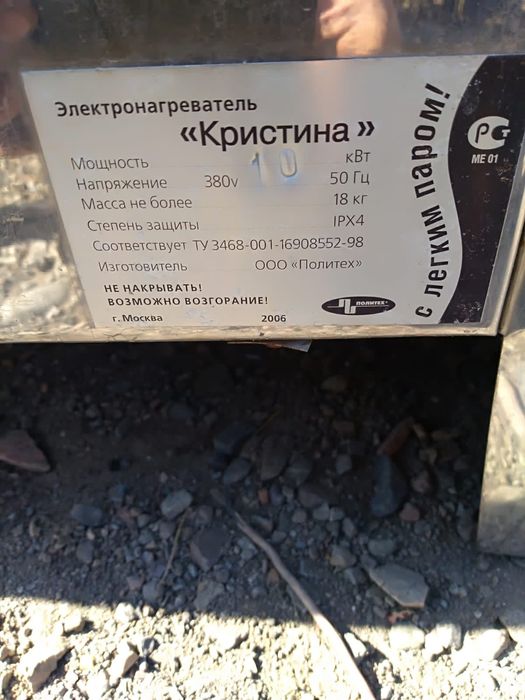 Электронагреватель
«Кристина»
Мощность 10 кВт
Напряжение 380v 50 Гц
Масса не более 18 кг
Степень защиты IPX4
Соответствует ТУ 3468-001-16908552-98
Изготовитель ООО «Политех»
НЕ НАКРЫВАТЬ!
ВОЗМОЖНО ВОЗГОРАНИЕ!
г. Москва 2006
ПОЛИТЕХ
с легким паром!
РСТ
МЕ 01